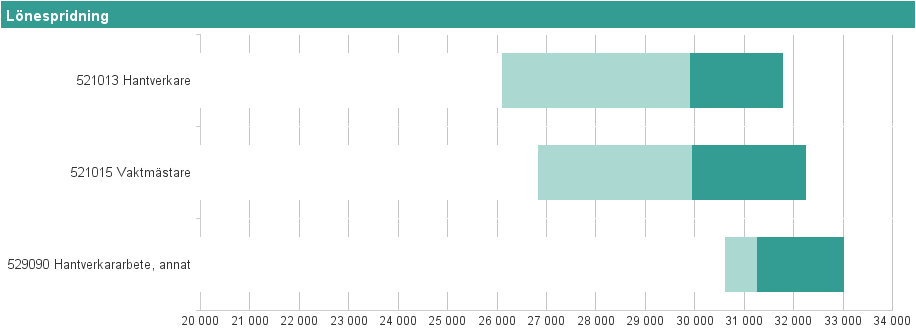 Lönespridning
521013 Hantverkare
521015 Vaktmästare
529090 Hantverkararbete, annat
20 000 21 000 22 000 23 000 24 000 25 000 26 000 27 000 28 000 29 000 30 000 31 000 32 000 33 000 34 000